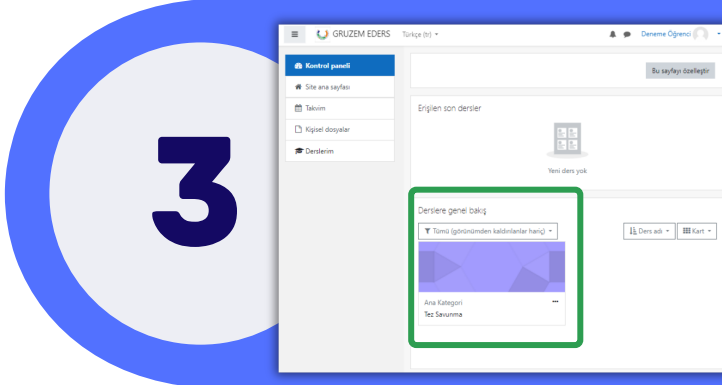 3
GRUZEM EDERS Türkçe (tr)
Deneme Öğrenci
Kontrol paneli
Site ana sayfası
Takvim
Kişisel dosyalar
Derslerim
Bu sayfayı özelleştir
Erişilen son dersler
Yeni ders yok
Derslere genel bakış
Tümü (görünümden kaldırılanlar hariç)
Ders adı
Kart
Ana Kategori
Tez Savunma